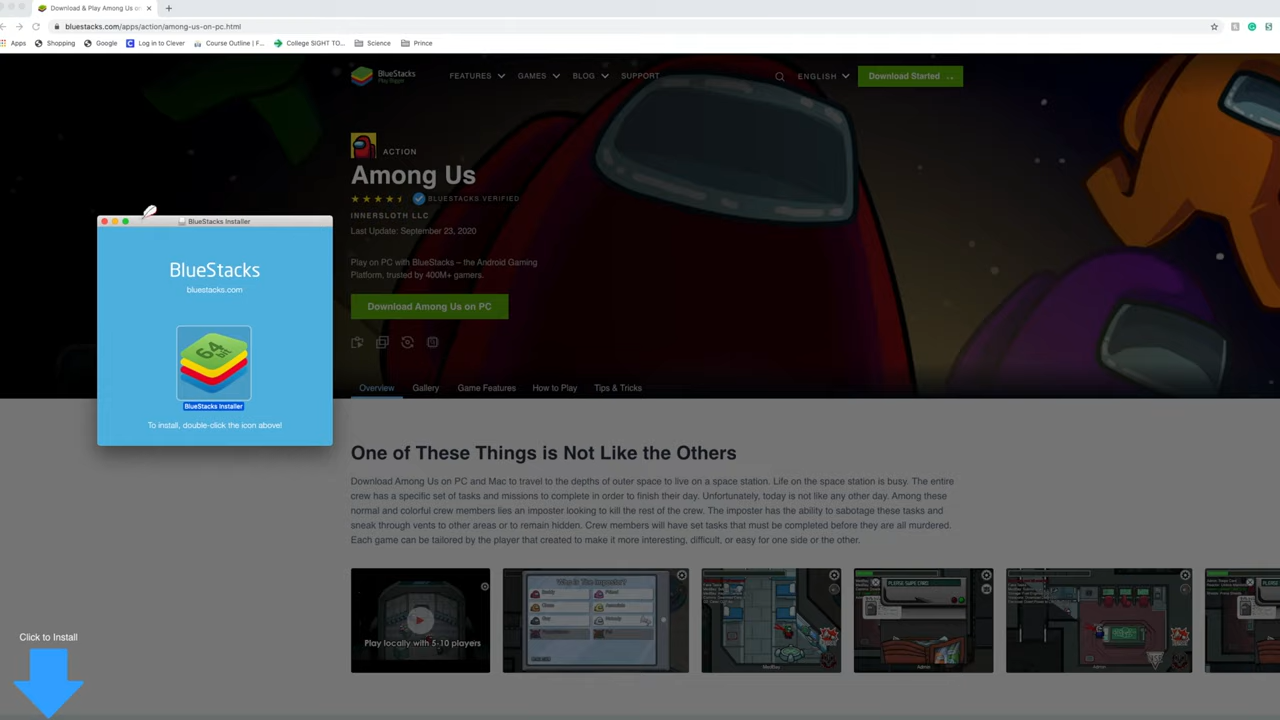 Download & Play Among Us o
bluestacks.com/apps/action/among-us-on-pc.html
Apps Shopping Google Log in to Clever Course Outline | F... College SIGHT TO... Science Prince
BlueStacks
Play Bigger
FEATURES GAMES BLOG SUPPORT ENGLISH Download Started
ACTION
Among Us
BLUESTACKS VERIFIED
INNERSLOTH LLC
Last Update: September 23, 2020
Play on PC with BlueStacks – the Android Gaming
Platform, trusted by 400M+ gamers.
Download Among Us on PC
Overview Gallery Game Features How to Play Tips & Tricks
BlueStacks Installer
BlueStacks
bluestacks.com
64
bit
BlueStacks Installer
To install, double-click the icon above!
One of These Things is Not Like the Others
Download Among Us on PC and Mac to travel to the depths of outer space to live on a space station. Life on the space station is busy. The entire
crew has a specific set of tasks and missions to complete in order to finish their day. Unfortunately, today is not like any other day. Among these
normal and colorful crew members lies an imposter looking to kill the rest of the crew. The imposter has the ability to sabotage these tasks and
sneak through vents to other areas or to remain hidden. Crew members will have set tasks that must be completed before they are all murdered.
Each game can be tailored by the player that created to make it more interesting, difficult, or easy for one side or the other.
Play locally with 5-10 players
Who Is The Impostor?
MedBay
PLEASE SWIPE CARD
Admin
Admin
Click to Install